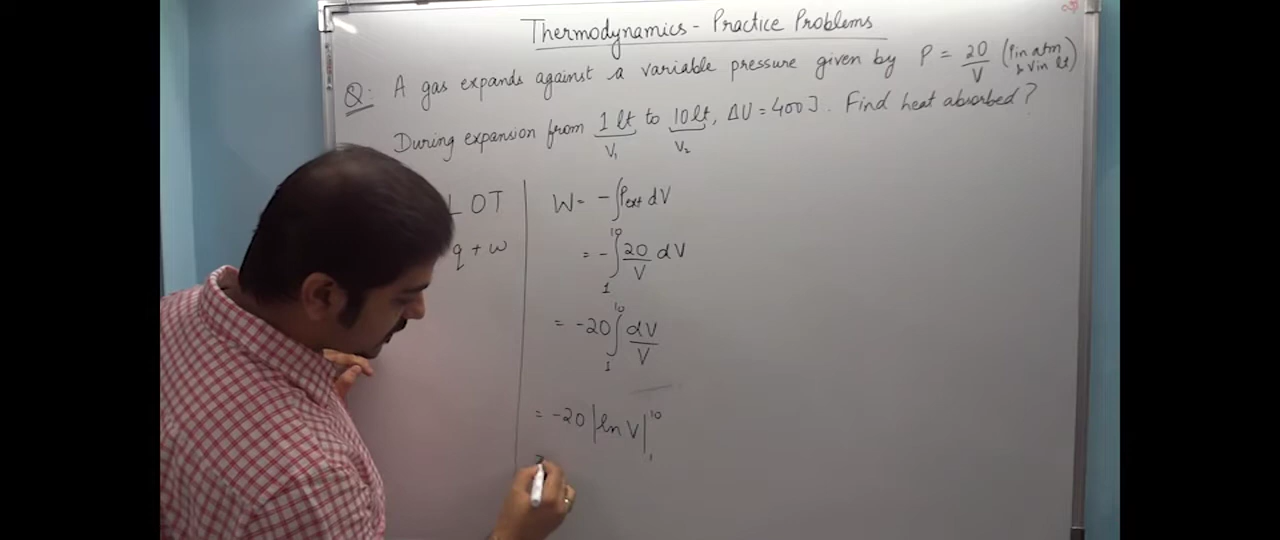 Thermodynamics - Practice Problems
Q: A gas expands against a variable pressure given by P = 20/V (P in atm & V in lt)
During expansion from 1 lt to 10 lt, ΔU = 400J. Find heat absorbed?
V₁ V₂
LOT
q + w
W = -∫Pext dV
= -∫₁¹⁰ 20/V dV
= -20 ∫₁¹⁰ dV/V
= -20 |ln V|₁¹⁰